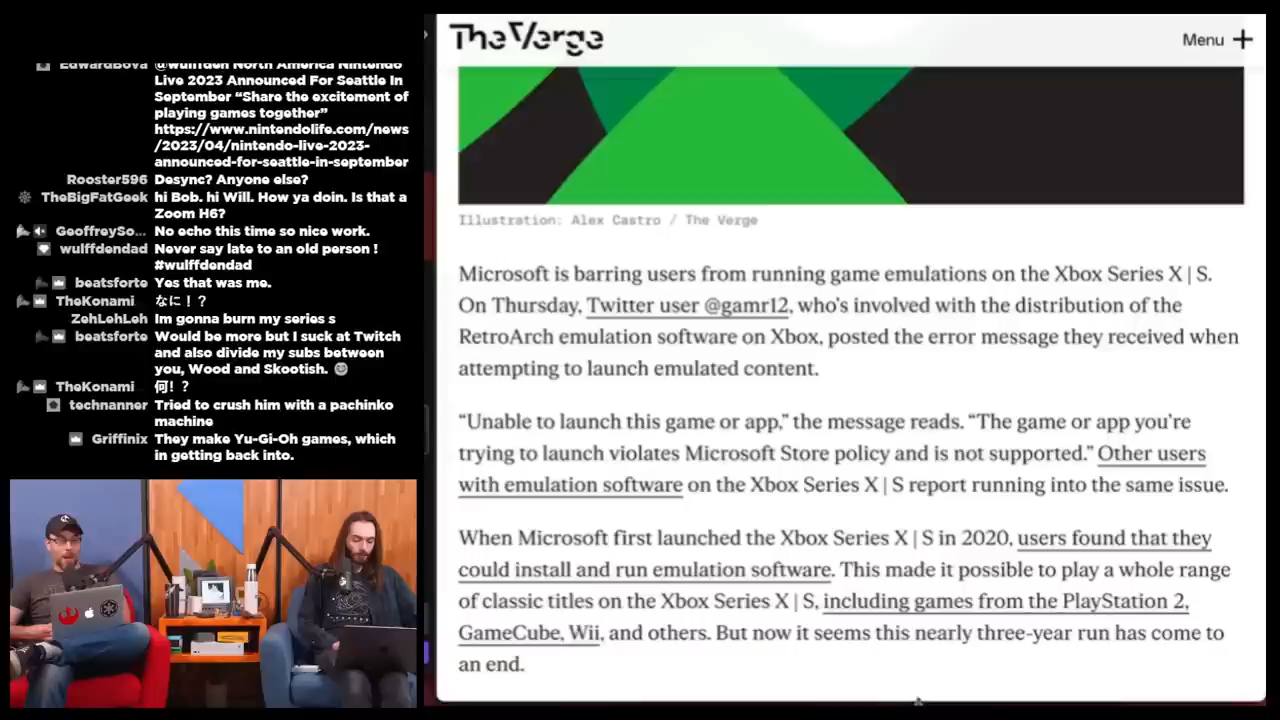 EdwardBova @wulffden North America Nintendo
Live 2023 Announced For Seattle In
September “Share the excitement of
playing games together”
https://www.nintendolife.com/news
/2023/04/nintendo-live-2023-
announced-for-seattle-in-september
Rooster596 Desync? Anyone else?
TheBigFatGeek hi Bob. hi Will. How ya doin. Is that a
Zoom H6?
GeoffreySo... No echo this time so nice work.
wulffdendad Never say late to an old person !
#wulffdendad
beatsforte Yes that was me.
TheKonami なに！？
ZehLehLeh Im gonna burn my series s
beatsforte Would be more but I suck at Twitch
and also divide my subs between
you, Wood and Skootish.
TheKonami 何！？
technanner Tried to crush him with a pachinko
machine
Griffinix They make Yu-Gi-Oh games, which
in getting back into.
The Verge
Menu
Illustration: Alex Castro / The Verge
Microsoft is barring users from running game emulations on the Xbox Series X | S.
On Thursday, Twitter user @gamr12, who's involved with the distribution of the
RetroArch emulation software on Xbox, posted the error message they received when
attempting to launch emulated content.
“Unable to launch this game or app,” the message reads. “The game or app you’re
trying to launch violates Microsoft Store policy and is not supported.” Other users
with emulation software on the Xbox Series X | S report running into the same issue.
When Microsoft first launched the Xbox Series X | S in 2020, users found that they
could install and run emulation software. This made it possible to play a whole range
of classic titles on the Xbox Series X | S, including games from the PlayStation 2,
GameCube, Wii, and others. But now it seems this nearly three-year run has come to
an end.